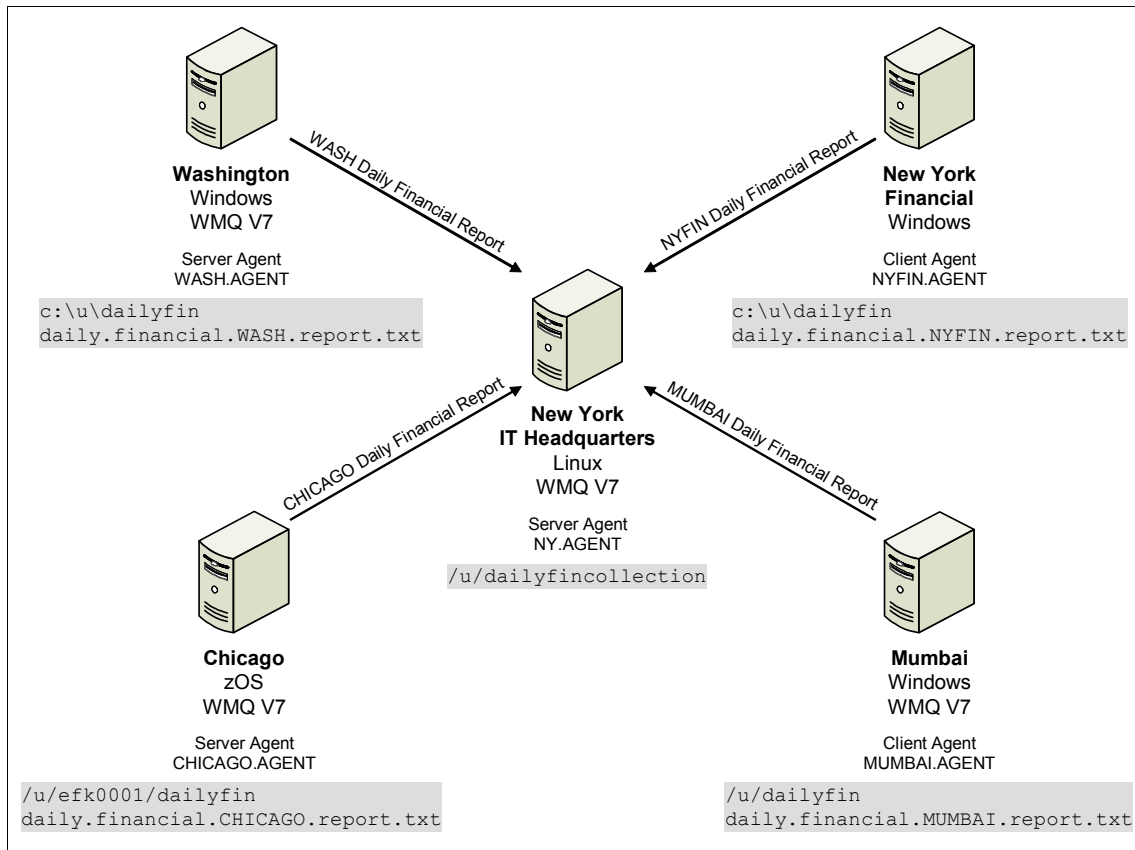 Washington
Windows
WMQ V7
Server Agent
WASH.AGENT
c:\u\dailyfin
daily.financial.WASH.report.txt
WASH Daily Financial Report
New York
Financial
Windows
Client Agent
NYFIN.AGENT
c:\u\dailyfin
daily.financial.NYFIN.report.txt
NYFIN Daily Financial Report
New York
IT Headquarters
Linux
WMQ V7
Server Agent
NY.AGENT
/u/dailyfincollection
CHICAGO Daily Financial Report
Chicago
zOS
WMQ V7
Server Agent
CHICAGO.AGENT
/u/efk0001/dailyfin
daily.financial.CHICAGO.report.txt
MUMBAI Daily Financial Report
Mumbai
Windows
WMQ V7
Client Agent
MUMBAI.AGENT
/u/dailyfin
daily.financial.MUMBAI.report.txt